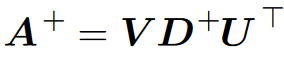 A⁺ = VD⁺U⊤